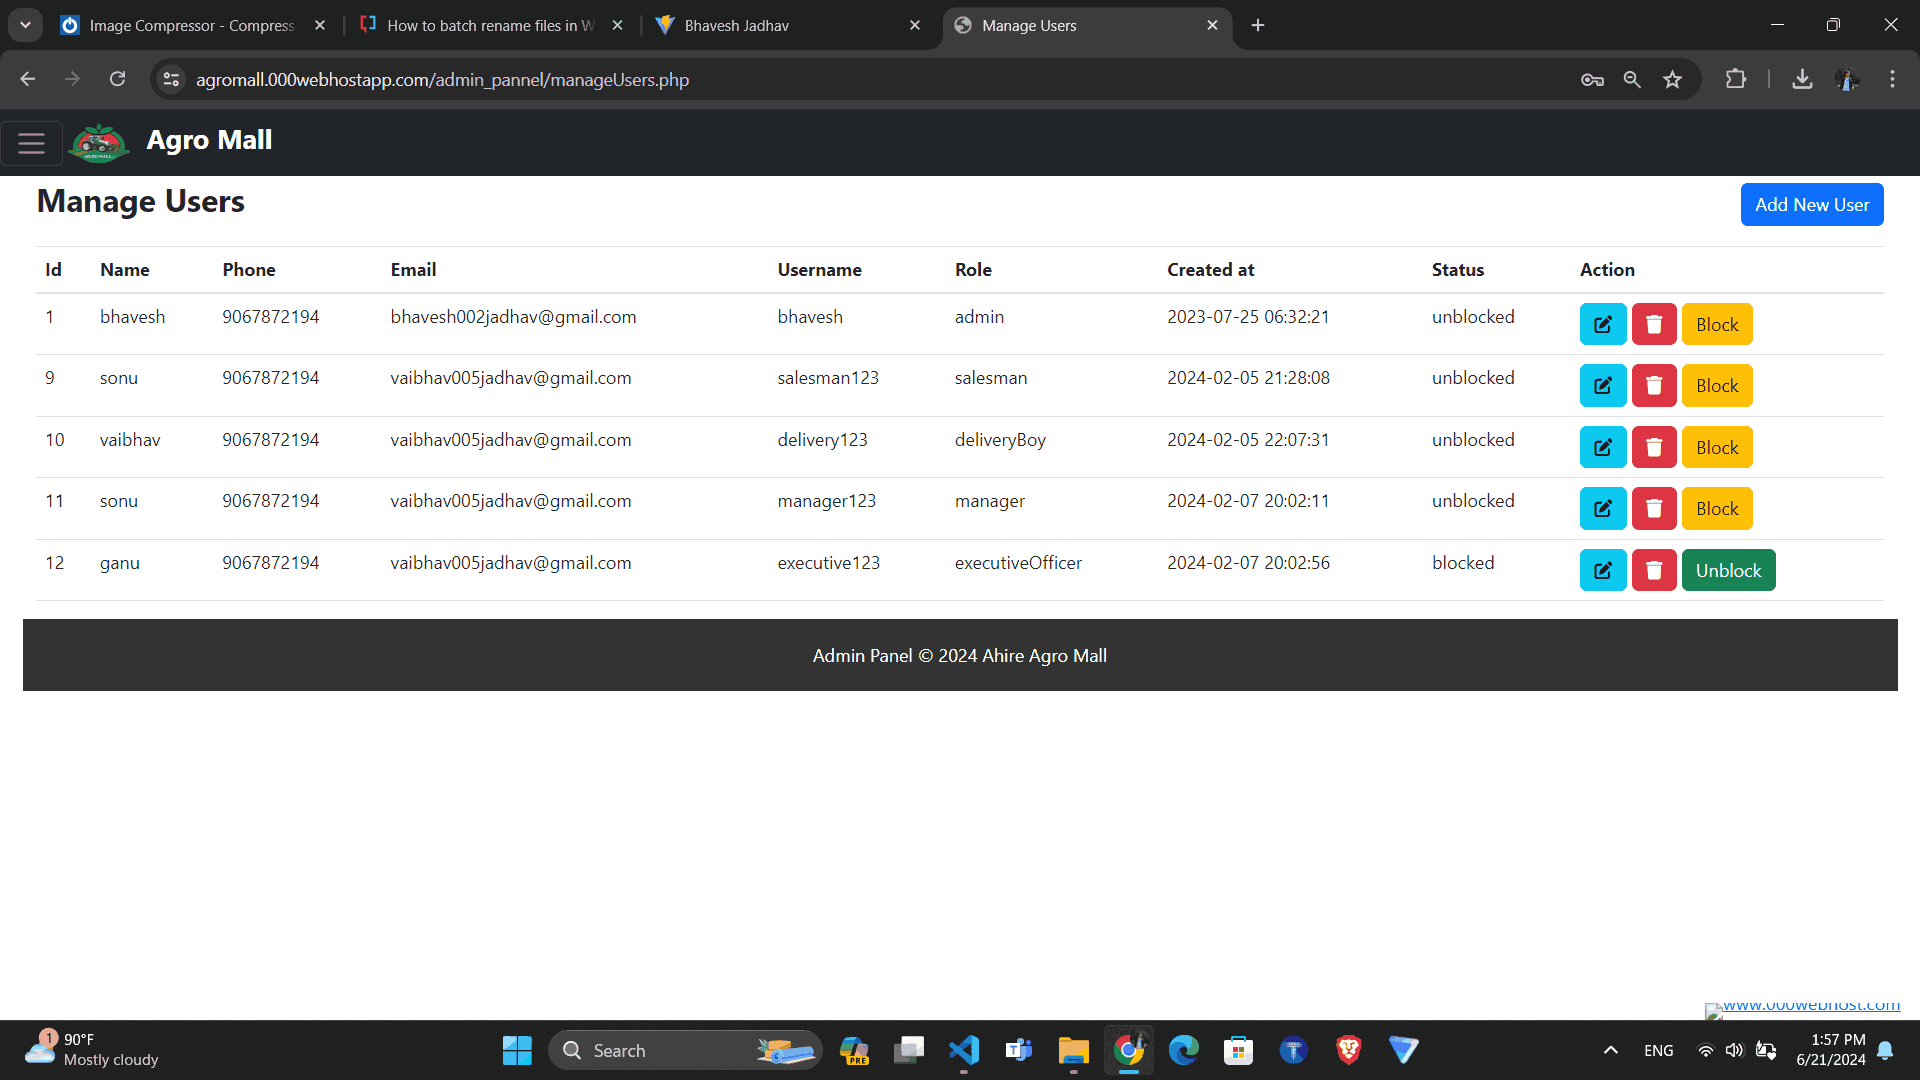 Image Compressor - Compress
How to batch rename files in W
Bhavesh Jadhav
Manage Users
agromall.000webhostapp.com/admin_pannel/manageUsers.php
AGRO MALL
Agro Mall
Manage Users
Add New User
Id Name Phone Email Username Role Created at Status Action
1 bhavesh 9067872194 bhavesh002jadhav@gmail.com bhavesh admin 2023-07-25 06:32:21 unblocked Block
9 sonu 9067872194 vaibhav005jadhav@gmail.com salesman123 salesman 2024-02-05 21:28:08 unblocked Block
10 vaibhav 9067872194 vaibhav005jadhav@gmail.com delivery123 deliveryBoy 2024-02-05 22:07:31 unblocked Block
11 sonu 9067872194 vaibhav005jadhav@gmail.com manager123 manager 2024-02-07 20:02:11 unblocked Block
12 ganu 9067872194 vaibhav005jadhav@gmail.com executive123 executiveOfficer 2024-02-07 20:02:56 blocked Unblock
Admin Panel © 2024 Ahire Agro Mall
www.000webhost.com
1
90°F
Mostly cloudy
Search
PRE
ENG
1:57 PM
6/21/2024